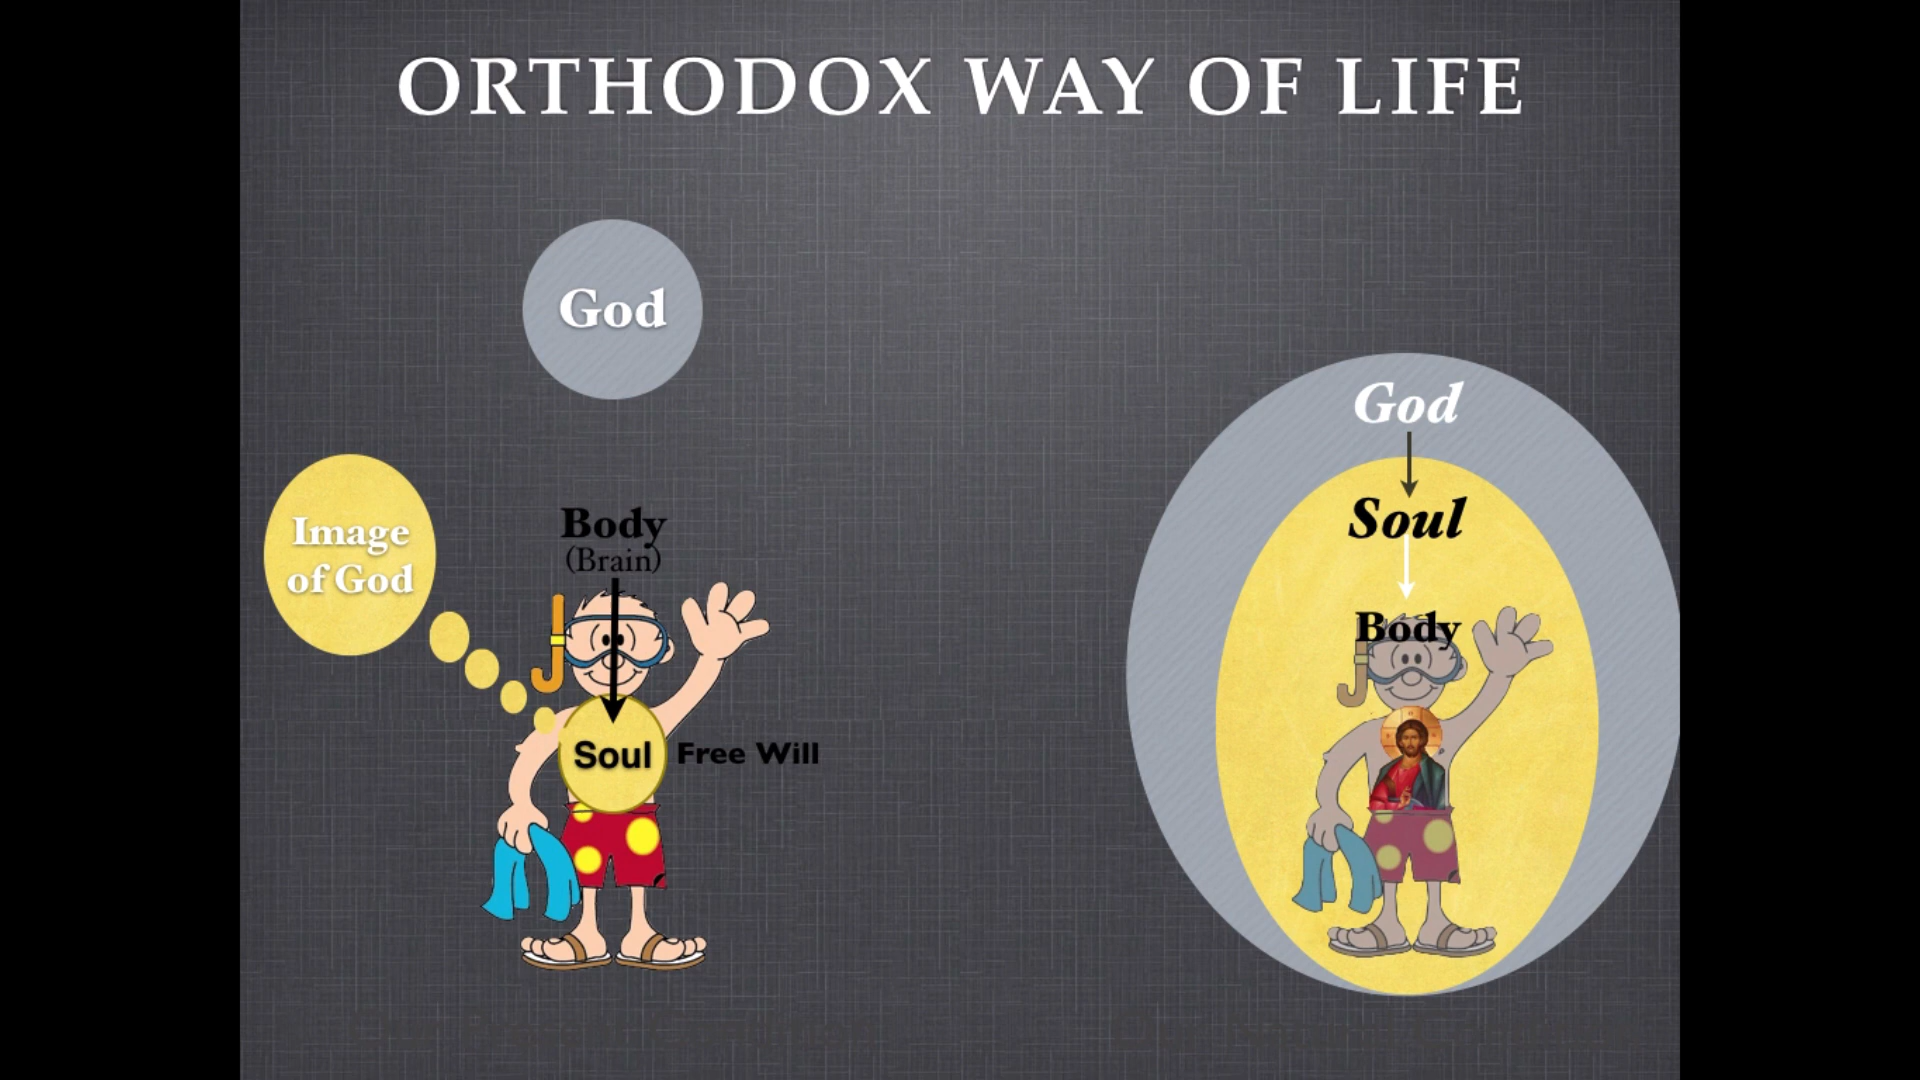 ORTHODOX WAY OF LIFE
God
Image
of God
Body
(Brain)
Soul
Free Will
God
Soul
Body